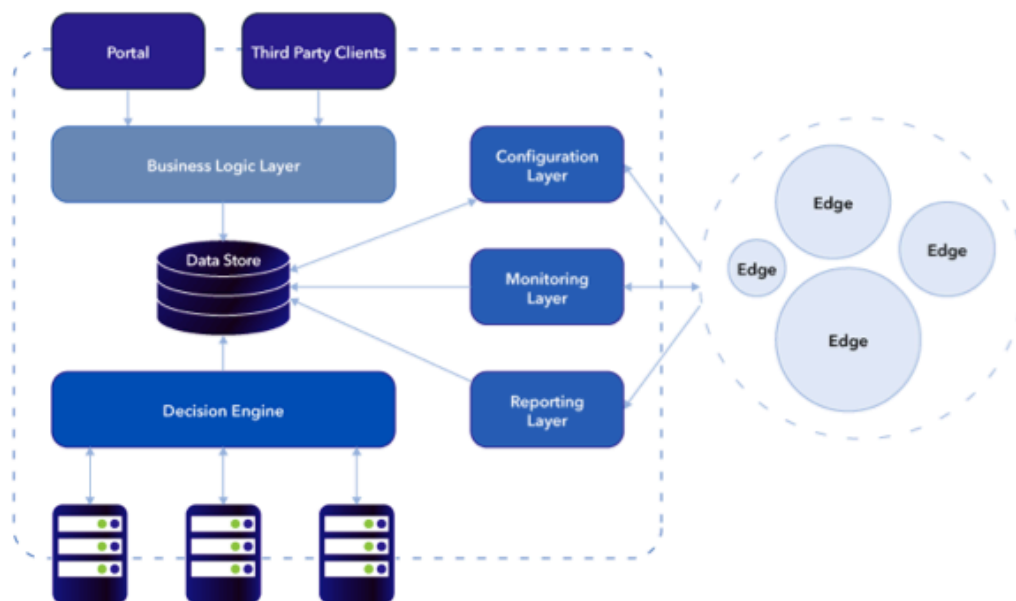 Portal
Third Party Clients
Business Logic Layer
Configuration
Layer
Data Store
Monitoring
Layer
Decision Engine
Reporting
Layer
Edge
Edge
Edge
Edge